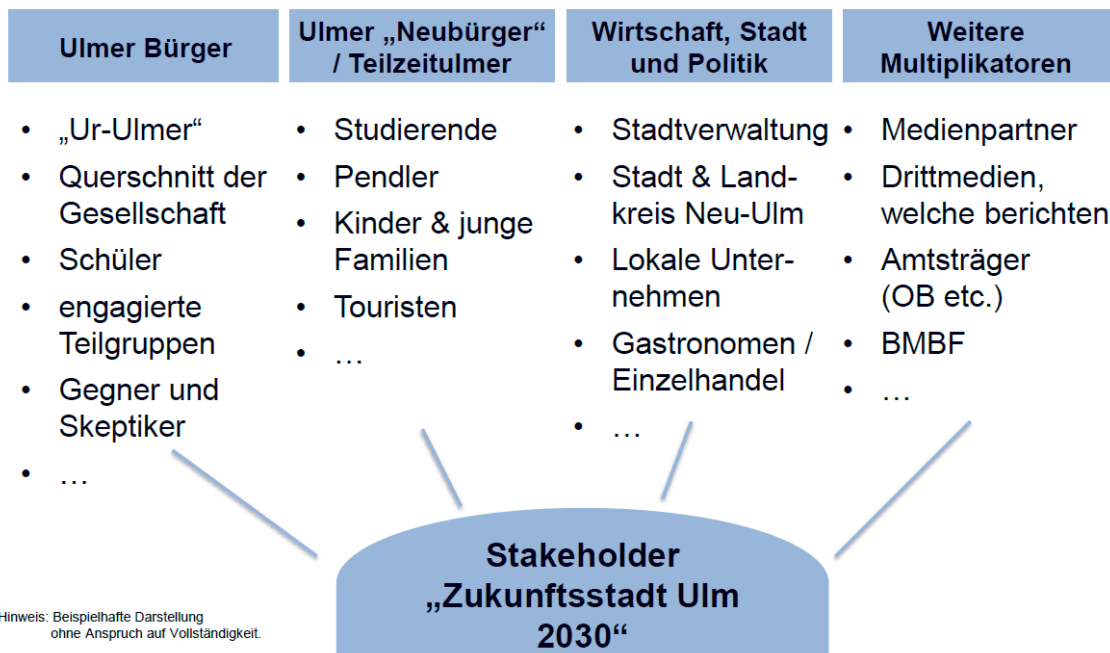 Ulmer Bürger
• „Ur-Ulmer“
• Querschnitt der
Gesellschaft
• Schüler
• engagierte
Teilgruppen
• Gegner und
Skeptiker
• …
Ulmer „Neubürger“
/ Teilzeitulmer
• Studierende
• Pendler
• Kinder & junge
Familien
• Touristen
• …
Wirtschaft, Stadt
und Politik
• Stadtverwaltung
• Stadt & Land-
kreis Neu-Ulm
• Lokale Unter-
nehmen
• Gastronomen /
Einzelhandel
• …
Weitere
Multiplikatoren
• Medienpartner
• Drittmedien,
welche berichten
• Amtsträger
(OB etc.)
• BMBF
• …
Stakeholder
„Zukunftsstadt Ulm
2030“
Hinweis: Beispielhafte Darstellung
ohne Anspruch auf Vollständigkeit.